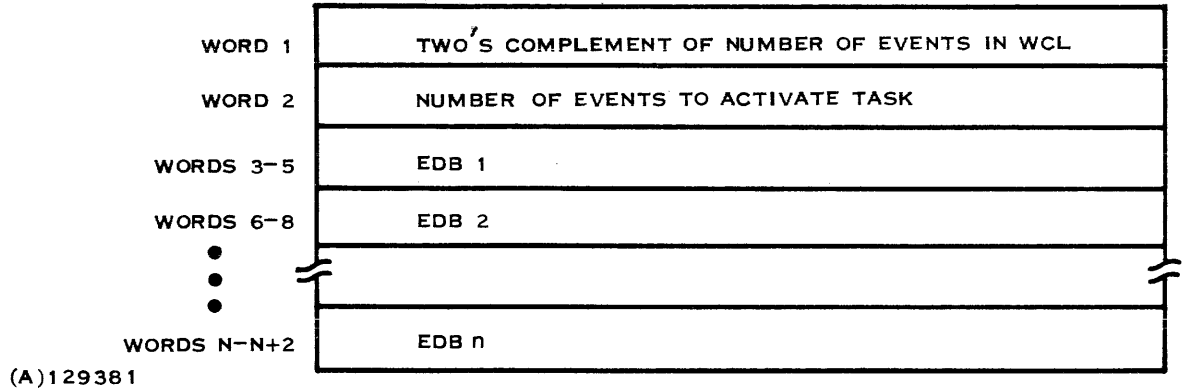 WORD 1 TWO'S COMPLEMENT OF NUMBER OF EVENTS IN WCL
WORD 2 NUMBER OF EVENTS TO ACTIVATE TASK
WORDS 3-5 EDB 1
WORDS 6-8 EDB 2
WORDS N-N+2 EDB n
(A)129381